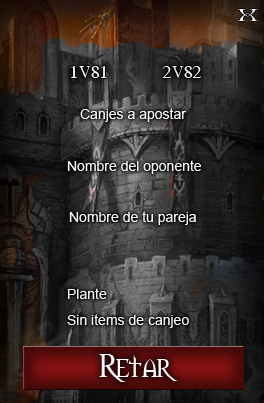 X
1V81 2V82
Canjes a apostar
Nombre del oponente
Nombre de tu pareja
Plante
Sin items de canjeo
Retar